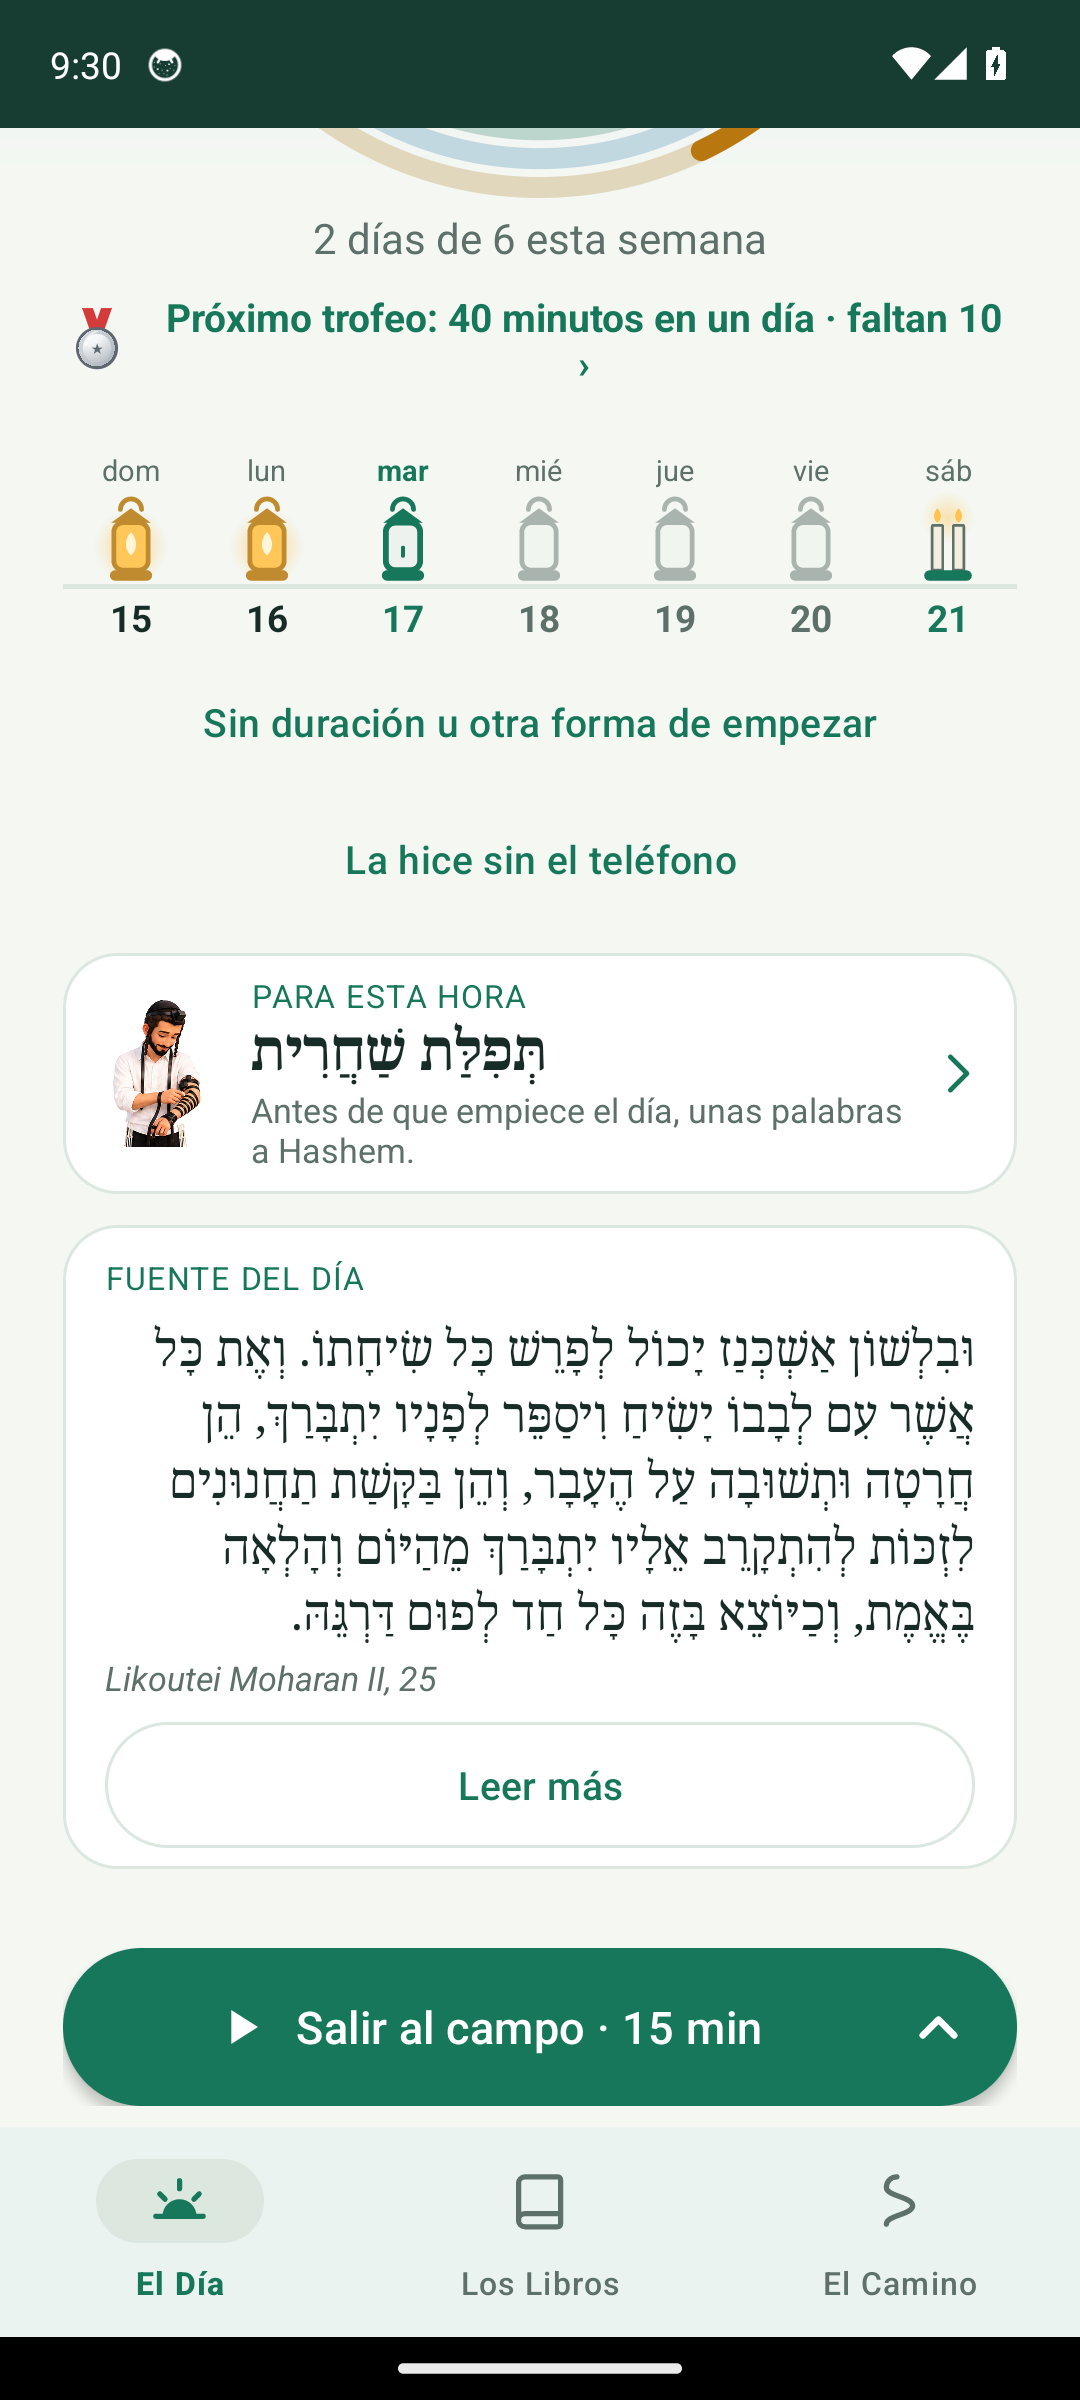 9:30
2 días de 6 esta semana
Próximo trofeo: 40 minutos en un día · faltan 10
›
dom lun mar mié jue vie sáb
15 16 17 18 19 20 21
Sin duración u otra forma de empezar
La hice sin el teléfono
PARA ESTA HORA
תְּפִלַּת שַׁחֲרִית
Antes de que empiece el día, unas palabras
a Hashem.
FUENTE DEL DÍA
וּבִלְשׁוֹן אַשְׁכְּנַז יָכוֹל לְפָרֵשׁ כָּל שִׂיחָתוֹ. וְאֶת כָּל
אֲשֶׁר עִם לְבָבוֹ יָשִׂיחַ וִיסַפֵּר לְפָנָיו יִתְבָּרַךְ, הֵן
חֲרָטָה וּתְשׁוּבָה עַל הֶעָבָר, וְהֵן בַּקָּשַׁת תַּחֲנוּנִים
לִזְכּוֹת לְהִתְקָרֵב אֵלָיו יִתְבָּרַךְ מֵהַיּוֹם וְהָלְאָה
בֶּאֱמֶת, וְכַיּוֹצֵא בָּזֶה כָּל חַד לְפוּם דַּרְגֵּהּ.
Likoutei Moharan II, 25
Leer más
Salir al campo · 15 min
El Día Los Libros El Camino